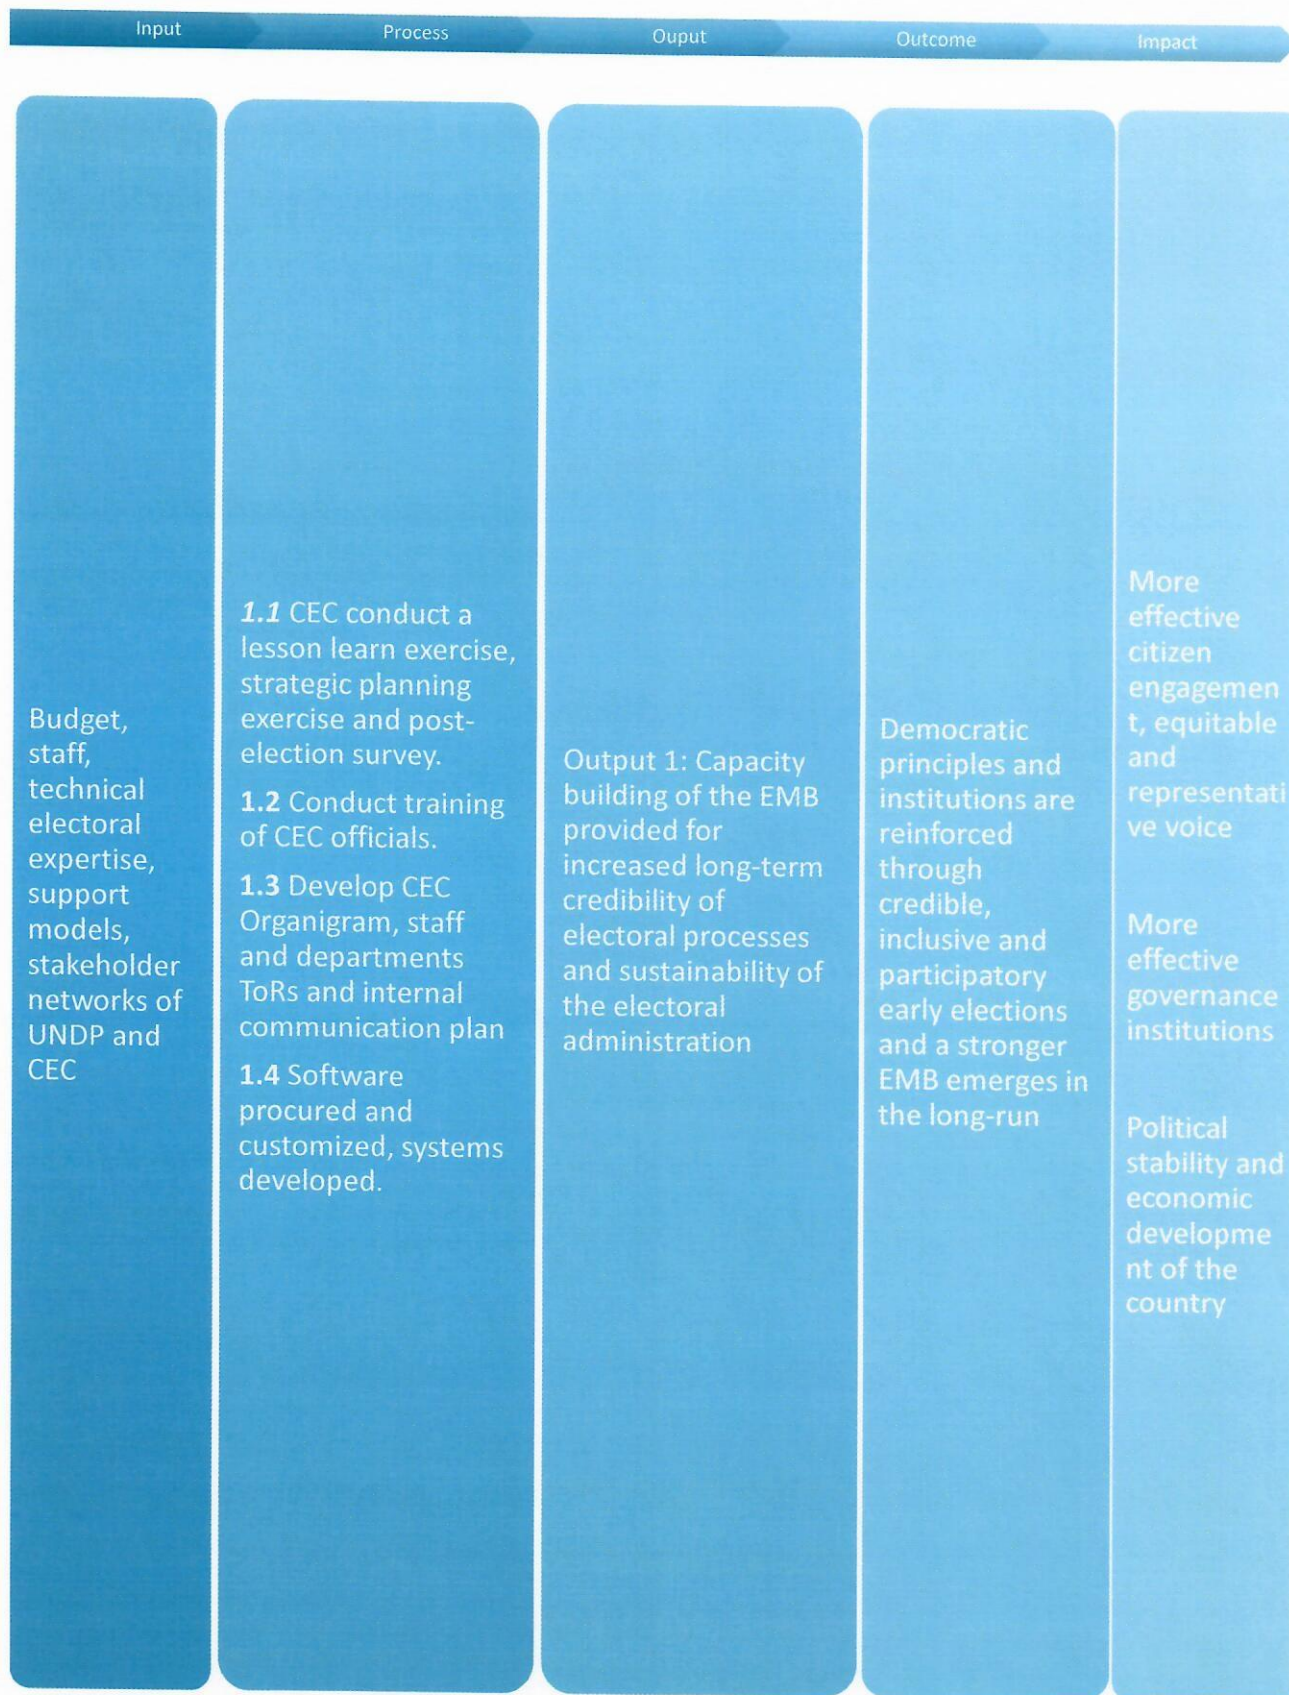 Input
Process
Ouput
Outcome
Impact
Budget,
staff,
technical
electoral
expertise,
support
models,
stakeholder
networks of
UNDP and
CEC
1.1 CEC conduct a
lesson learn exercise,
strategic planning
exercise and post-
election survey.
1.2 Conduct training
of CEC officials.
1.3 Develop CEC
Organigram, staff
and departments
ToRs and internal
communication plan
1.4 Software
procured and
customized, systems
developed.
Output 1: Capacity
building of the EMB
provided for
increased long-term
credibility of
electoral processes
and sustainability of
the electoral
administration
Democratic
principles and
institutions are
reinforced
through
credible,
inclusive and
participatory
early elections
and a stronger
EMB emerges in
the long-run
More
effective
citizen
engagemen
t, equitable
and
representati
ve voice
More
effective
governance
institutions
Political
stability and
economic
developme
nt of the
country